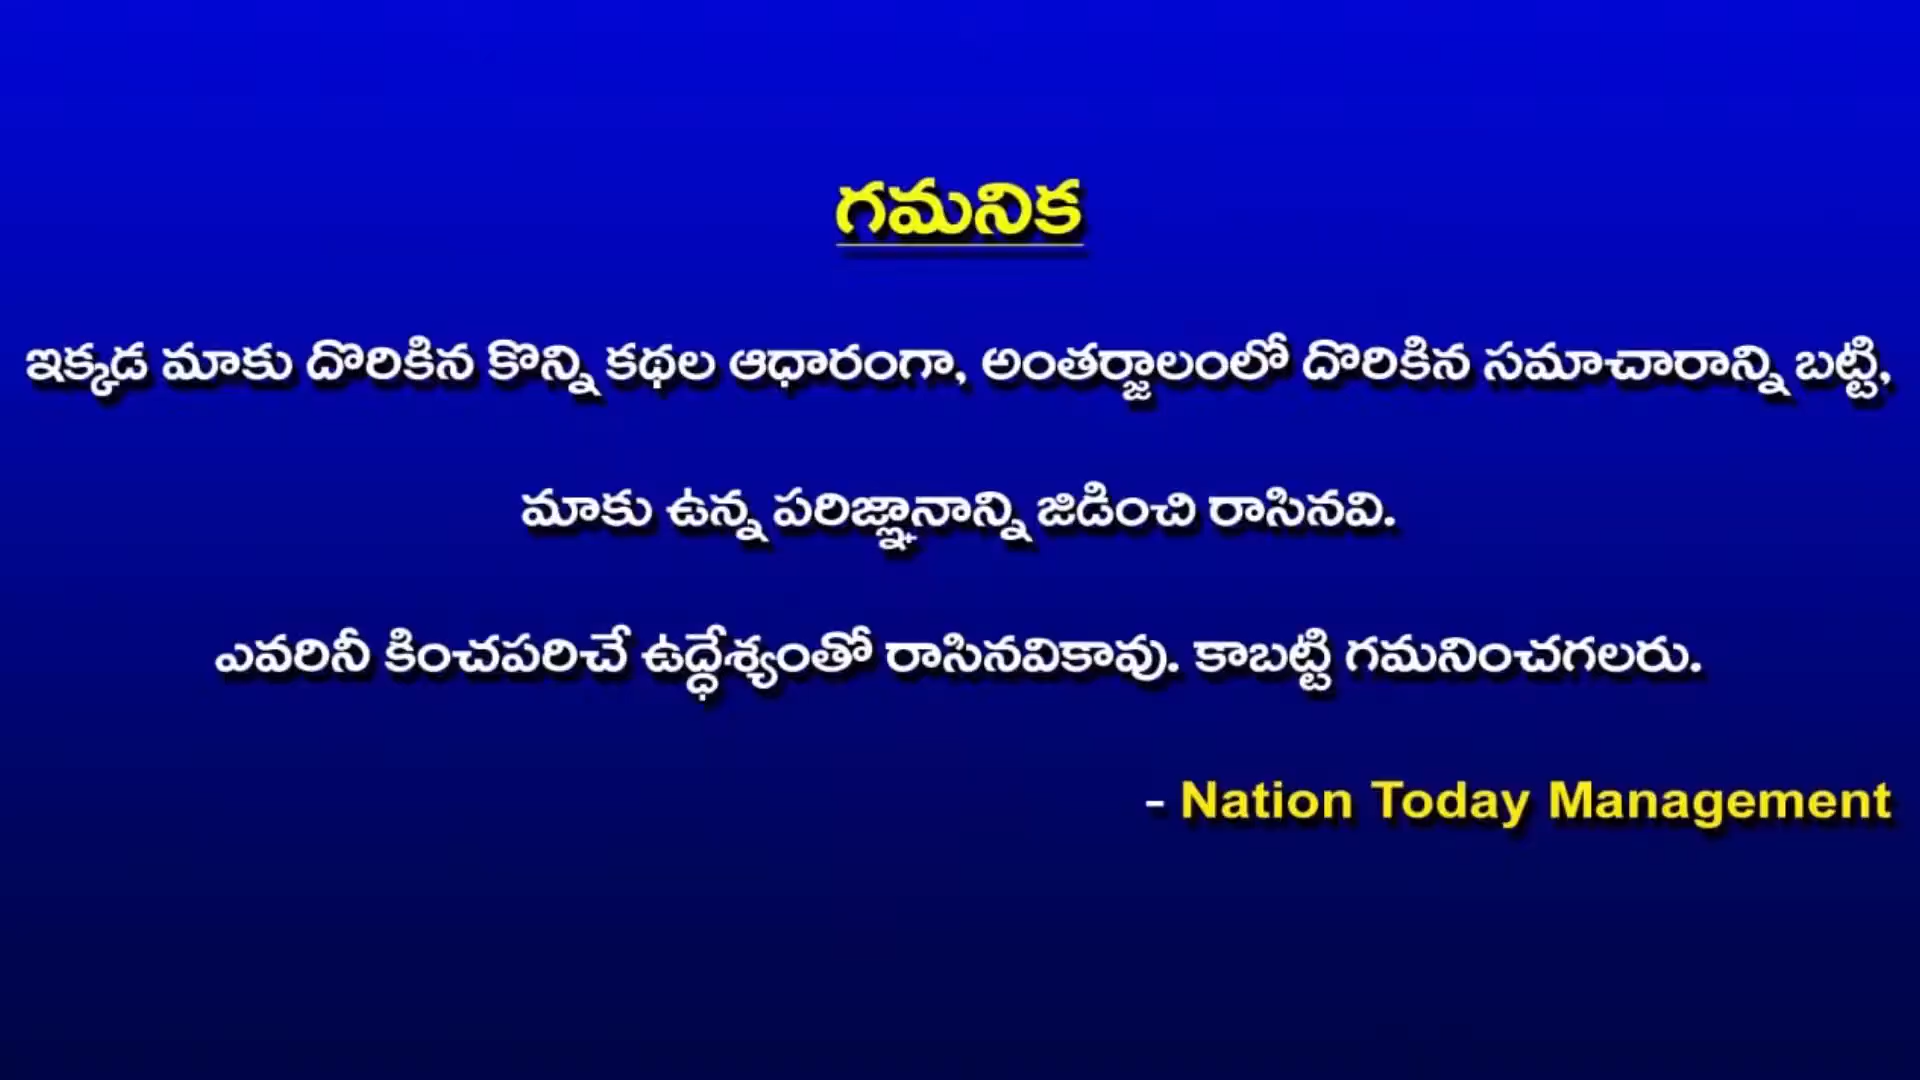 గమనిక
ఇక్కడ మాకు దొరికిన కొన్ని కథల ఆధారంగా, అంతర్జాలంలో దొరికిన సమాచారాన్ని బట్టి,
మాకు ఉన్న పరిజ్ఞానాన్ని జిడించి రాసినవి.
ఎవరినీ కించపరిచే ఉద్ధేశ్యంతో రాసినవికావు. కాబట్టి గమనించగలరు.
- Nation Today Management